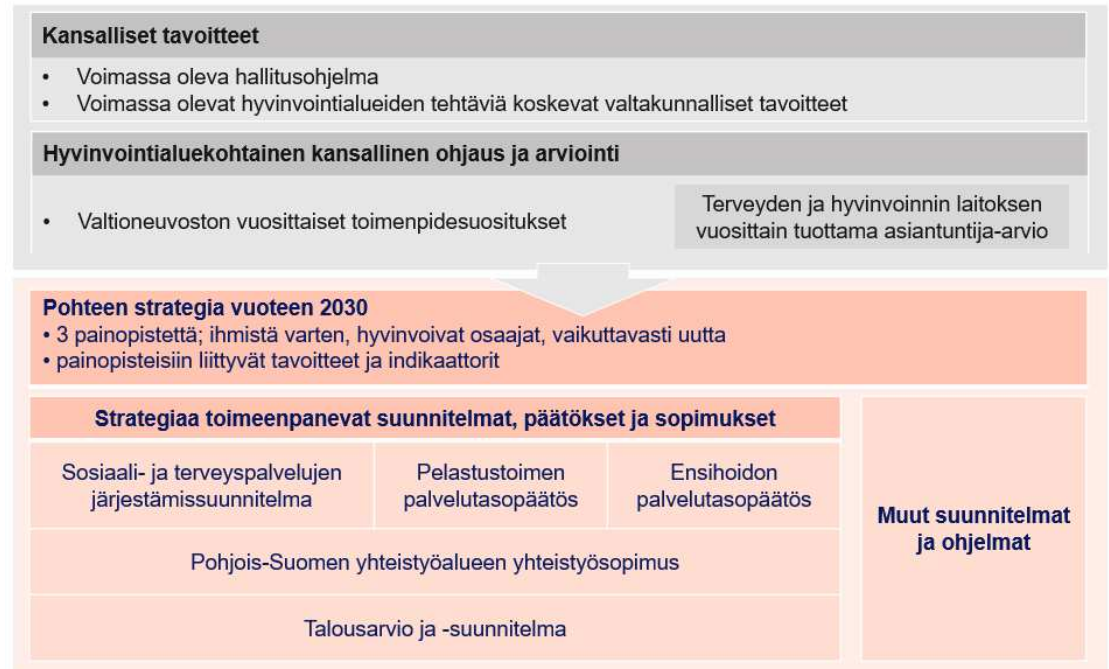 Kansalliset tavoitteet
• Voimassa oleva hallitusohjelma
• Voimassa olevat hyvinvointialueiden tehtäviä koskevat valtakunnalliset tavoitteet
Hyvinvointialuekohtainen kansallinen ohjaus ja arviointi
• Valtioneuvoston vuosittaiset toimenpidesuositukset
Terveyden ja hyvinvoinnin laitoksen
vuosittain tuottama asiantuntija-arvio
Pohteen strategia vuoteen 2030
• 3 painopistettä; ihmistä varten, hyvinvoivat osaajat, vaikuttavasti uutta
• painopisteisiin liittyvät tavoitteet ja indikaattorit
Strategiaa toimeenpanevat suunnitelmat, päätökset ja sopimukset
Sosiaali- ja terveyspalvelujen
järjestämissuunnitelma
Pelastustoimen
palvelutasopäätös
Ensihoidon
palvelutasopäätös
Pohjois-Suomen yhteistyöalueen yhteistyösopimus
Talousarvio ja -suunnitelma
Muut suunnitelmat
ja ohjelmat